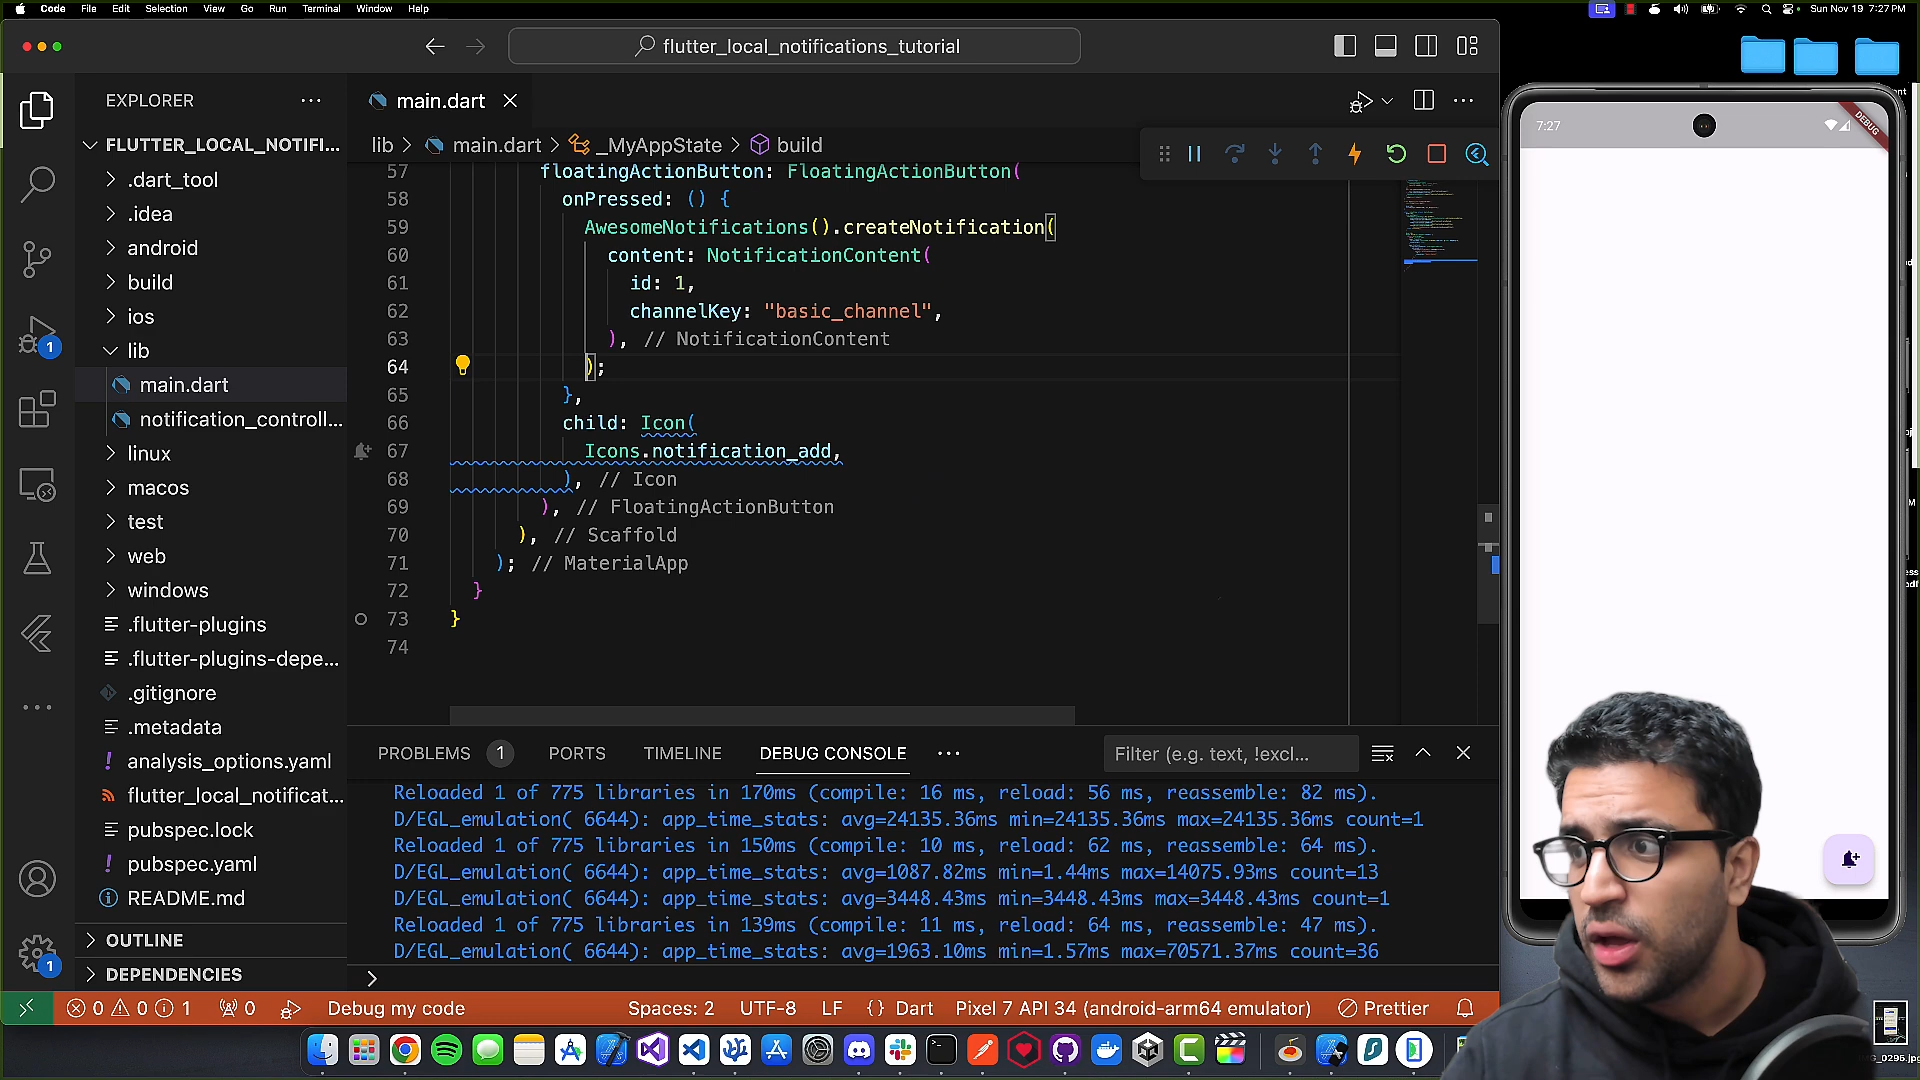 Code File Edit Selection View Go Run Terminal Window Help
Sun Nov 19 7:27 PM
flutter_local_notifications_tutorial
EXPLORER
FLUTTER_LOCAL_NOTIFI...
.dart_tool
.idea
android
build
ios
lib
main.dart
notification_controll...
linux
macos
test
web
windows
.flutter-plugins
.flutter-plugins-depe...
.gitignore
.metadata
analysis_options.yaml
flutter_local_notificat...
pubspec.lock
pubspec.yaml
README.md
OUTLINE
DEPENDENCIES
1
1
main.dart
lib > main.dart > _MyAppState > build
57 floatingActionButton: FloatingActionButton(
58 onPressed: () {
59 AwesomeNotifications().createNotification(
60 content: NotificationContent(
61 id: 1,
62 channelKey: "basic_channel",
63 ), // NotificationContent
64 );
65 },
66 child: Icon(
67 Icons.notification_add,
68 ), // Icon
69 ), // FloatingActionButton
70 ), // Scaffold
71 ); // MaterialApp
72 }
73 }
74
PROBLEMS 1 PORTS TIMELINE DEBUG CONSOLE
Filter (e.g. text, !excl...
Reloaded 1 of 775 libraries in 170ms (compile: 16 ms, reload: 56 ms, reassemble: 82 ms).
D/EGL_emulation( 6644): app_time_stats: avg=24135.36ms min=24135.36ms max=24135.36ms count=1
Reloaded 1 of 775 libraries in 150ms (compile: 10 ms, reload: 62 ms, reassemble: 64 ms).
D/EGL_emulation( 6644): app_time_stats: avg=1087.82ms min=1.44ms max=14075.93ms count=13
D/EGL_emulation( 6644): app_time_stats: avg=3448.43ms min=3448.43ms max=3448.43ms count=1
Reloaded 1 of 775 libraries in 139ms (compile: 11 ms, reload: 64 ms, reassemble: 47 ms).
D/EGL_emulation( 6644): app_time_stats: avg=1963.10ms min=1.57ms max=70571.37ms count=36
>
0 0 1 0 Debug my code Spaces: 2 UTF-8 LF {} Dart Pixel 7 API 34 (android-arm64 emulator) Prettier
7:27
DEBUG